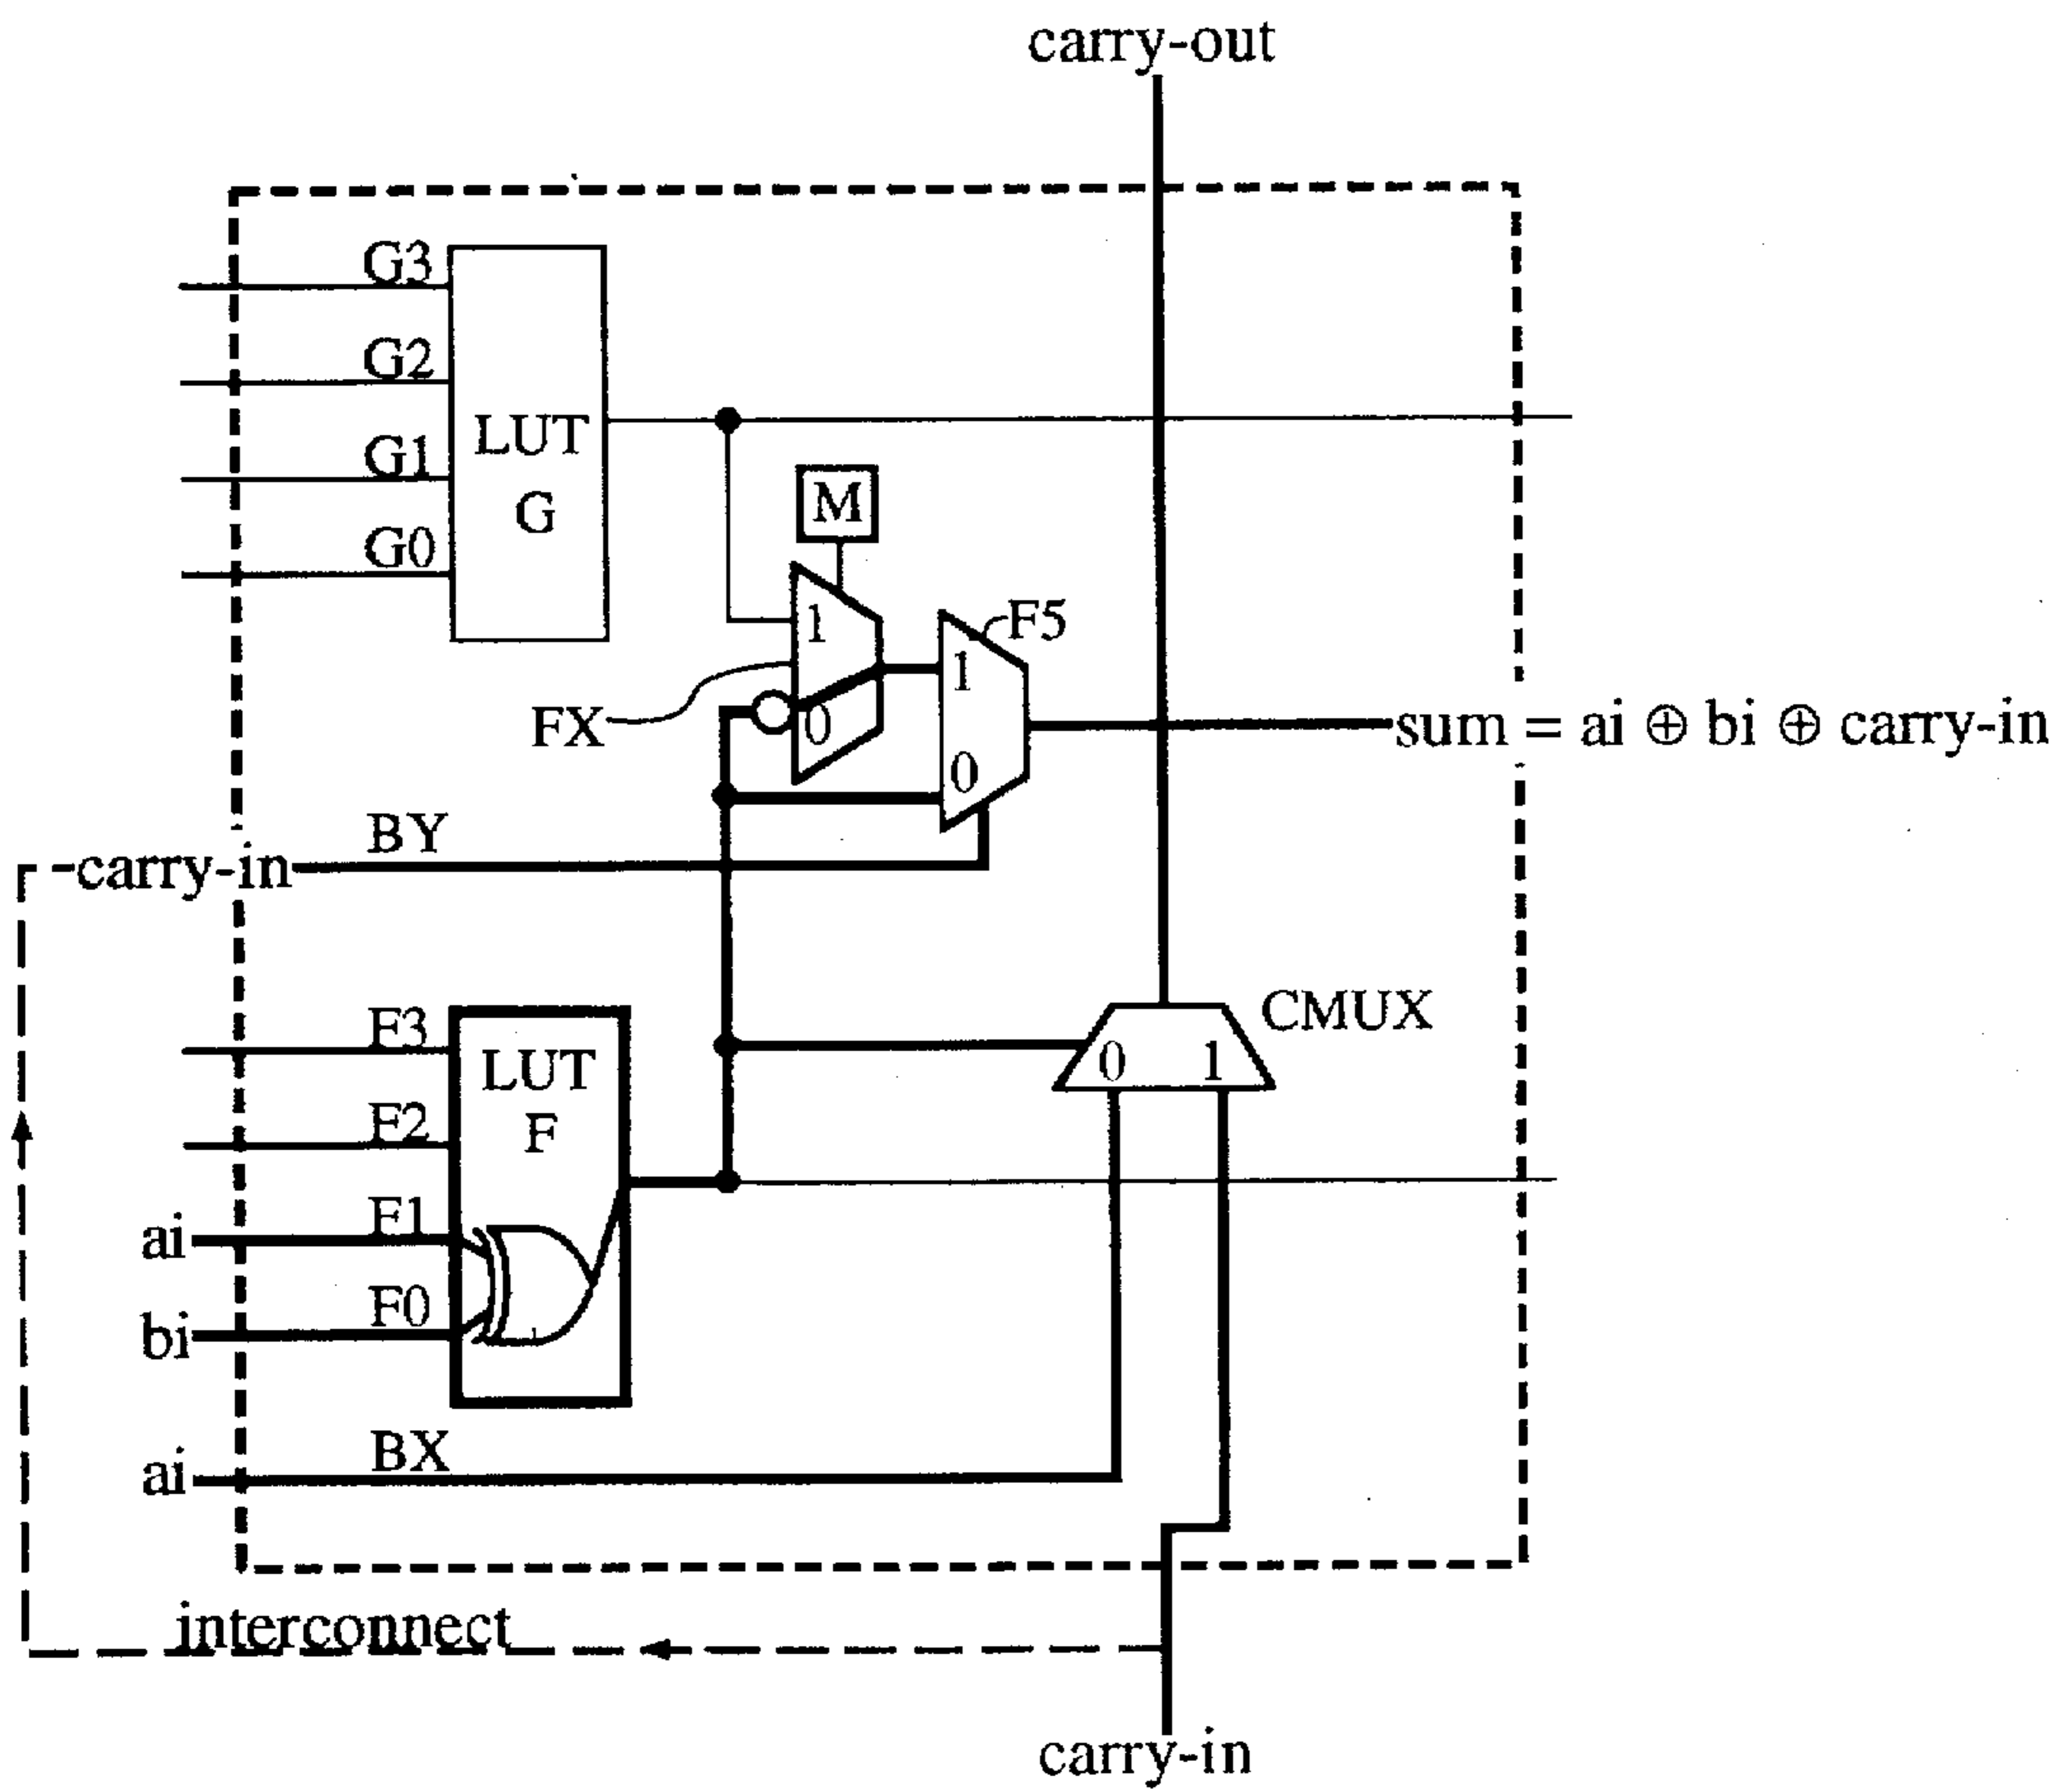 carry-out
G3
G2
LUT
G
G1
G0
M
1
F5
1
FX
0
sum = ai ⊕ bi ⊕ carry-in
0
BY
carry-in
F3
LUT
F
CMUX
0 1
F2
F1
ai
F0
bi
BX
ai
interconnect
carry-in